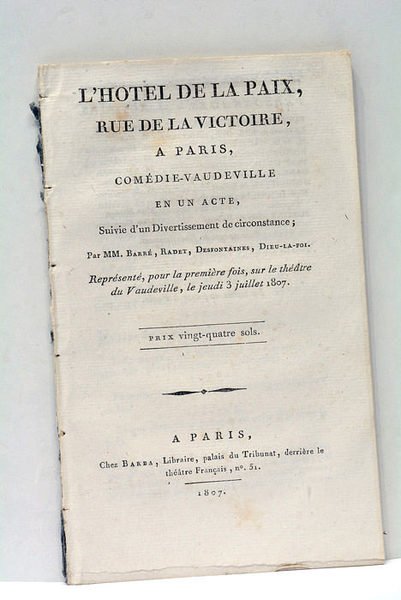 L'HOTEL DE LA PAIX,
RUE DE LA VICTOIRE,
A PARIS,
COMÉDIE-VAUDEVILLE
EN UN ACTE,
Suivie d'un Divertissement de circonstance;
Par MM. BARRÉ, RADET, DESFONTAINES, DIEU-LA-FOI.
Représenté, pour la première fois, sur le théâtre
du Vaudeville, le jeudi 3 juillet 1807.
PRIX vingt-quatre sols.
A PARIS,
Chez BARBA, Libraire, palais du Tribunat, derrière le
théâtre Français, n°. 51.
1807.